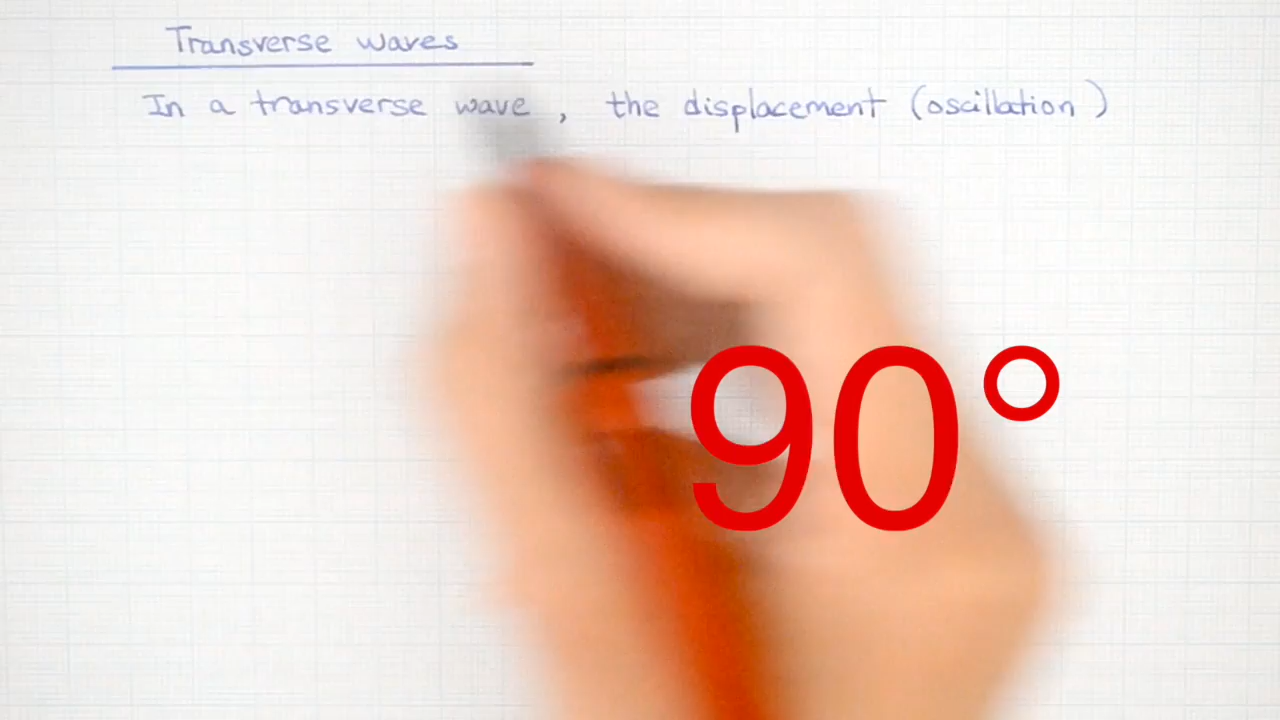 Transverse waves
In a transverse wave, the displacement (oscillation)
90°